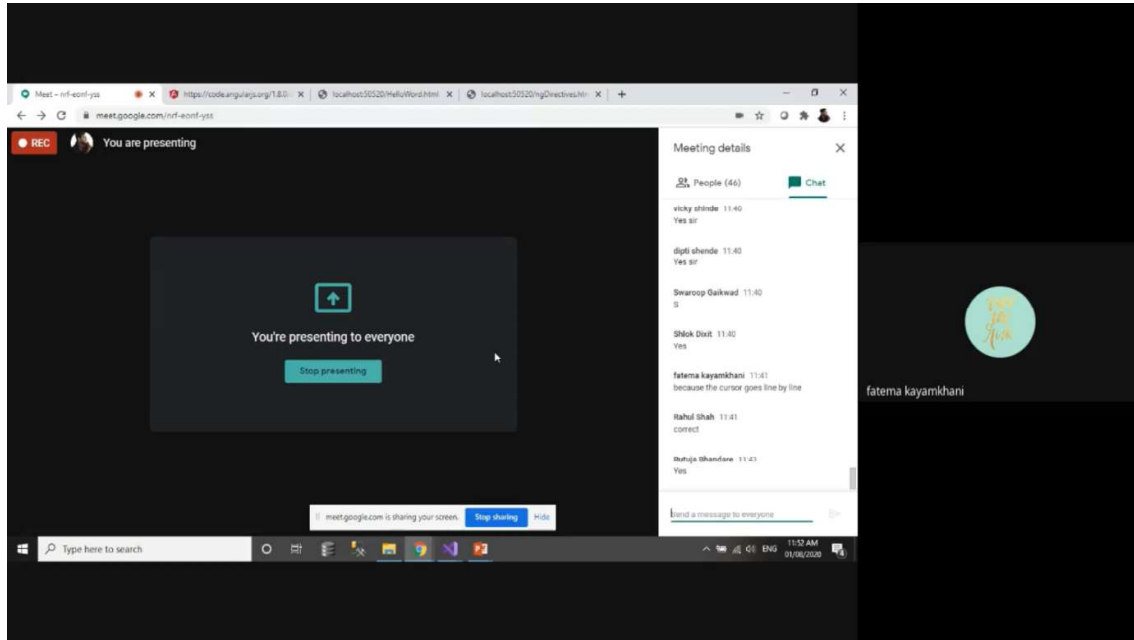 Meet – nrf-eonf-yss
https://code.angularjs.org/1.8.0
localhost:50520/HelloWord.html
localhost:50520/ngDirectives.htm
meet.google.com/nrf-eonf-yss
REC
You are presenting
You're presenting to everyone
Stop presenting
Meeting details
People (46)
Chat
vicky shinde 11:40
Yes sir
dipti shende 11:40
Yes sir
Swaroop Gaikwad 11:40
S
Shlok Dixit 11:40
Yes
fatema kayamkhani 11:41
because the cursor goes line by line
Rahul Shah 11:41
correct
Rutuja Bhandare 11:43
Yes
Send a message to everyone
meet.google.com is sharing your screen.
Stop sharing
Hide
Type here to search
ENG
11:52 AM
01/08/2020
fatema kayamkhani